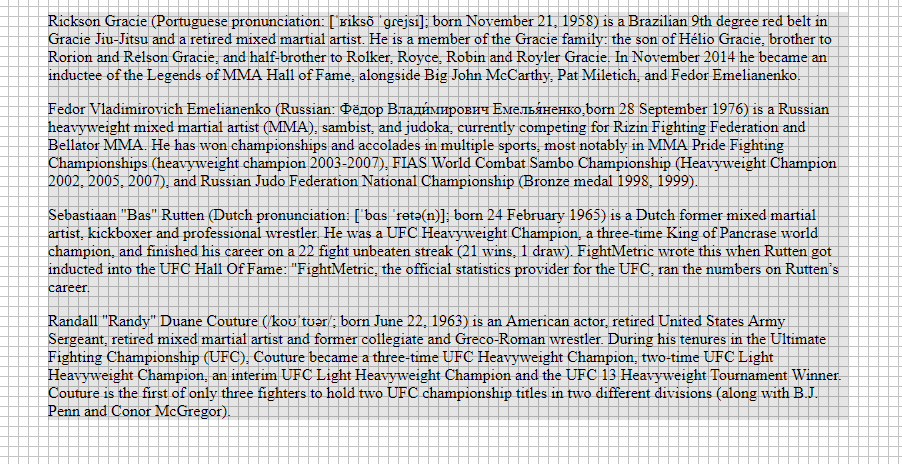 Rickson Gracie (Portuguese pronunciation: [ˈʁiksõ ˈɡɾejsi]; born November 21, 1958) is a Brazilian 9th degree red belt in
Gracie Jiu-Jitsu and a retired mixed martial artist. He is a member of the Gracie family: the son of Hélio Gracie, brother to
Rorion and Relson Gracie, and half-brother to Rolker, Royce, Robin and Royler Gracie. In November 2014 he became an
inductee of the Legends of MMA Hall of Fame, alongside Big John McCarthy, Pat Miletich, and Fedor Emelianenko.
Fedor Vladimirovich Emelianenko (Russian: Фёдор Влади́мирович Емелья́ненко,born 28 September 1976) is a Russian
heavyweight mixed martial artist (MMA), sambist, and judoka, currently competing for Rizin Fighting Federation and
Bellator MMA. He has won championships and accolades in multiple sports, most notably in MMA Pride Fighting
Championships (heavyweight champion 2003-2007), FIAS World Combat Sambo Championship (Heavyweight Champion
2002, 2005, 2007), and Russian Judo Federation National Championship (Bronze medal 1998, 1999).
Sebastiaan "Bas" Rutten (Dutch pronunciation: [ˈbɑs ˈrɵtə(n)]; born 24 February 1965) is a Dutch former mixed martial
artist, kickboxer and professional wrestler. He was a UFC Heavyweight Champion, a three-time King of Pancrase world
champion, and finished his career on a 22 fight unbeaten streak (21 wins, 1 draw). FightMetric wrote this when Rutten got
inducted into the UFC Hall Of Fame: "FightMetric, the official statistics provider for the UFC, ran the numbers on Rutten’s
career.
Randall "Randy" Duane Couture (/koʊˈtʊər/; born June 22, 1963) is an American actor, retired United States Army
Sergeant, retired mixed martial artist and former collegiate and Greco-Roman wrestler. During his tenures in the Ultimate
Fighting Championship (UFC), Couture became a three-time UFC Heavyweight Champion, two-time UFC Light
Heavyweight Champion, an interim UFC Light Heavyweight Champion and the UFC 13 Heavyweight Tournament Winner.
Couture is the first of only three fighters to hold two UFC championship titles in two different divisions (along with B.J.
Penn and Conor McGregor).